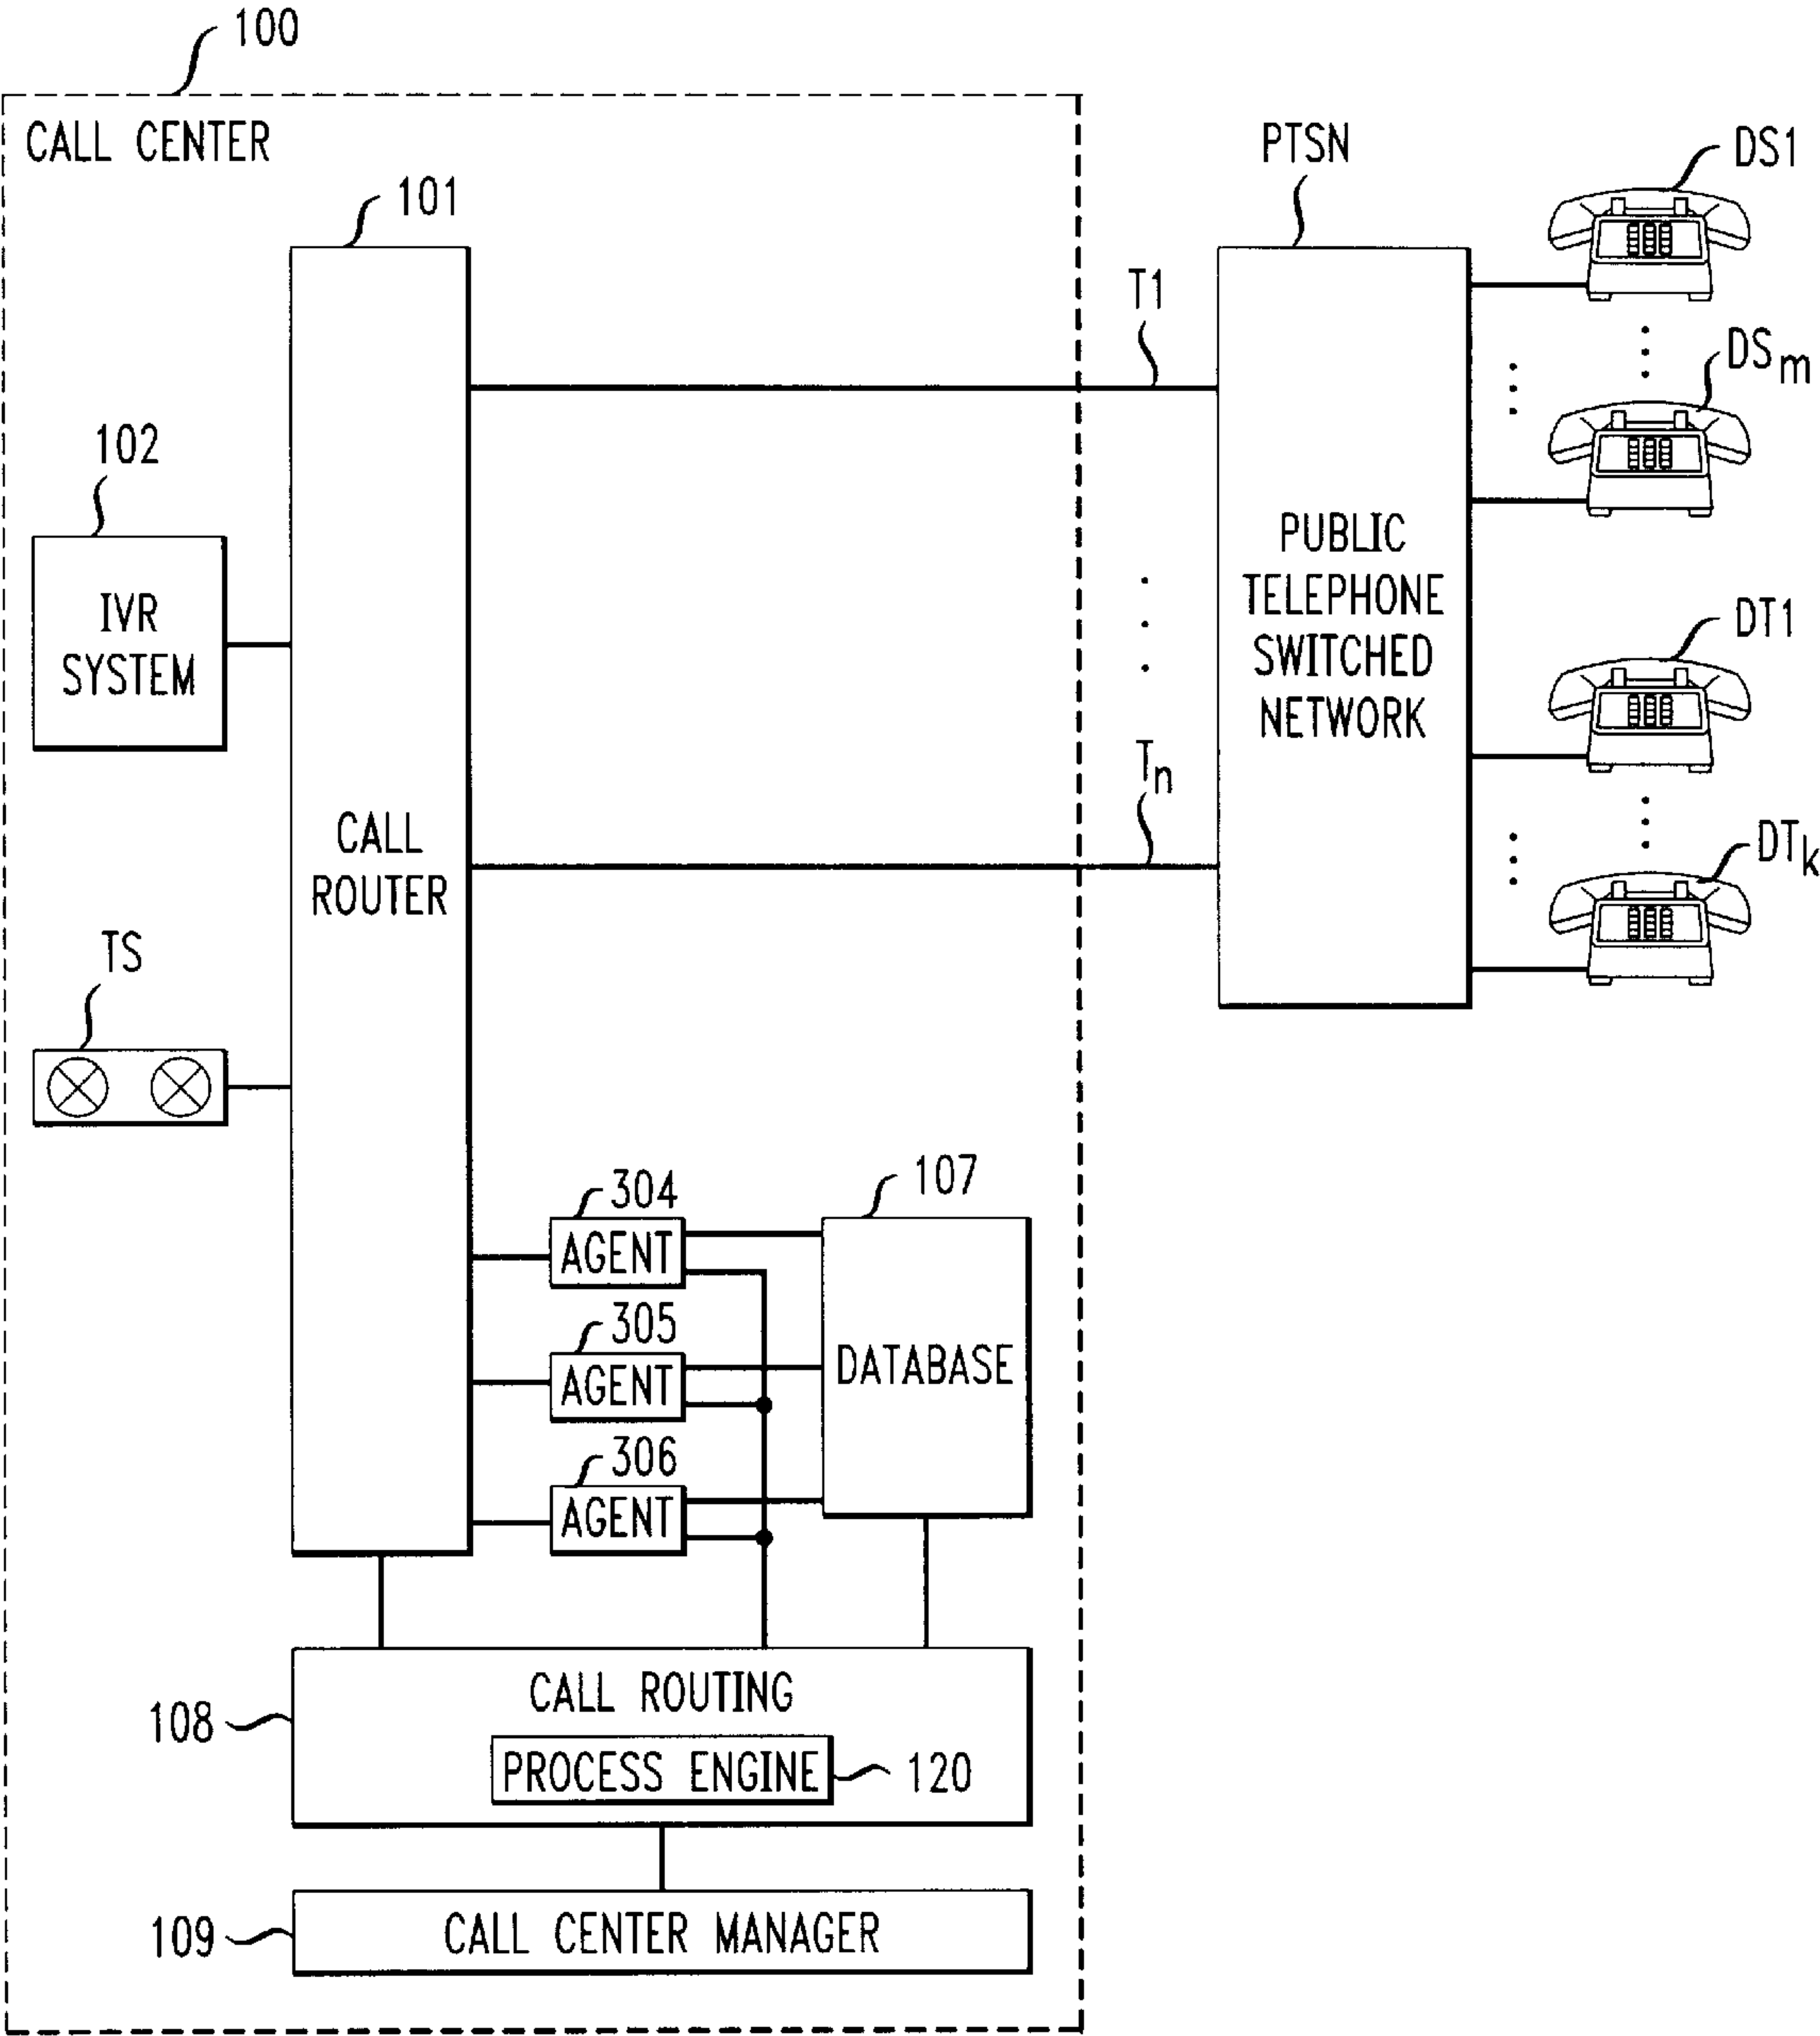 100
CALL CENTER
101
PTSN
DS1
T1
DSm
102
IVR
SYSTEM
PUBLIC
TELEPHONE
SWITCHED
NETWORK
DT1
Tn
CALL
ROUTER
DTk
TS
304
AGENT
107
305
AGENT
DATABASE
306
AGENT
CALL ROUTING
108
PROCESS ENGINE
120
109
CALL CENTER MANAGER